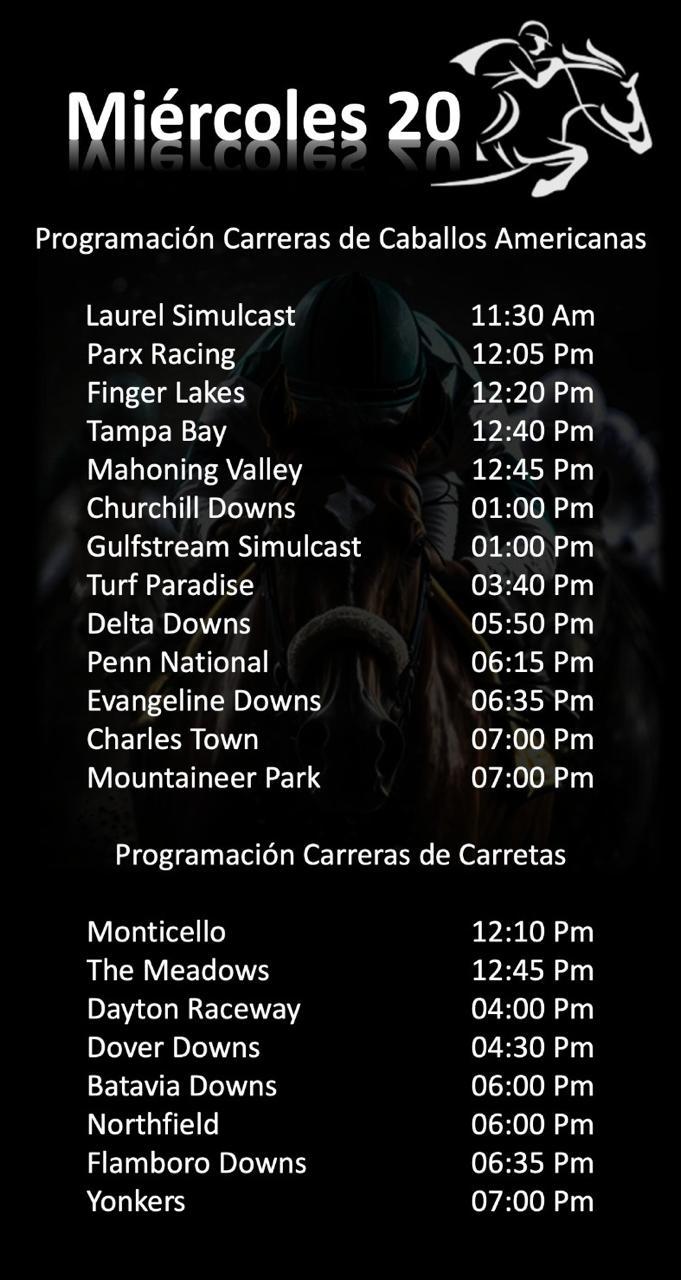 Miércoles 20
Programación Carreras de Caballos Americanas
Laurel Simulcast 11:30 Am
Parx Racing 12:05 Pm
Finger Lakes 12:20 Pm
Tampa Bay 12:40 Pm
Mahoning Valley 12:45 Pm
Churchill Downs 01:00 Pm
Gulfstream Simulcast 01:00 Pm
Turf Paradise 03:40 Pm
Delta Downs 05:50 Pm
Penn National 06:15 Pm
Evangeline Downs 06:35 Pm
Charles Town 07:00 Pm
Mountaineer Park 07:00 Pm
Programación Carreras de Carretas
Monticello 12:10 Pm
The Meadows 12:45 Pm
Dayton Raceway 04:00 Pm
Dover Downs 04:30 Pm
Batavia Downs 06:00 Pm
Northfield 06:00 Pm
Flamboro Downs 06:35 Pm
Yonkers 07:00 Pm